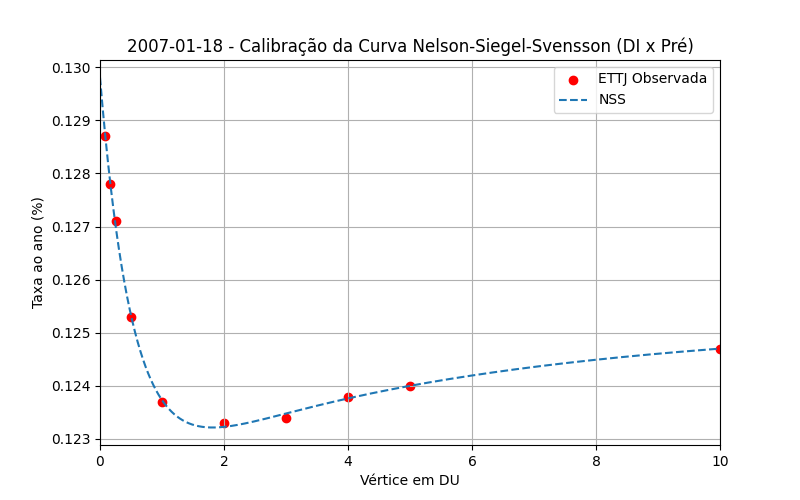 2007-01-18 - Calibração da Curva Nelson-Siegel-Svensson (DI x Pré)
ETTJ Observada
NSS
Taxa ao ano (%)
0.130
0.129
0.128
0.127
0.126
0.125
0.124
0.123
0 2 4 6 8 10
Vértice em DU